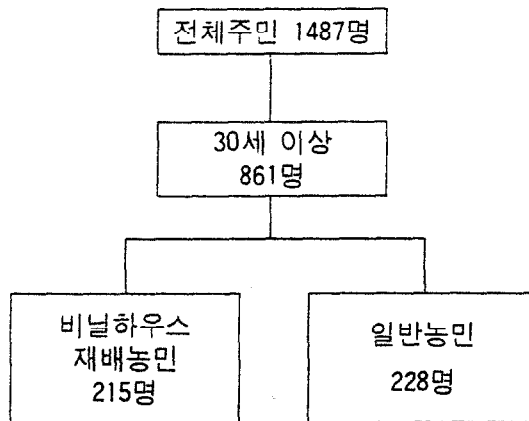 전체주민 1487명
30세 이상
861명
비닐하우스
재배농민
215명
일반농민
228명